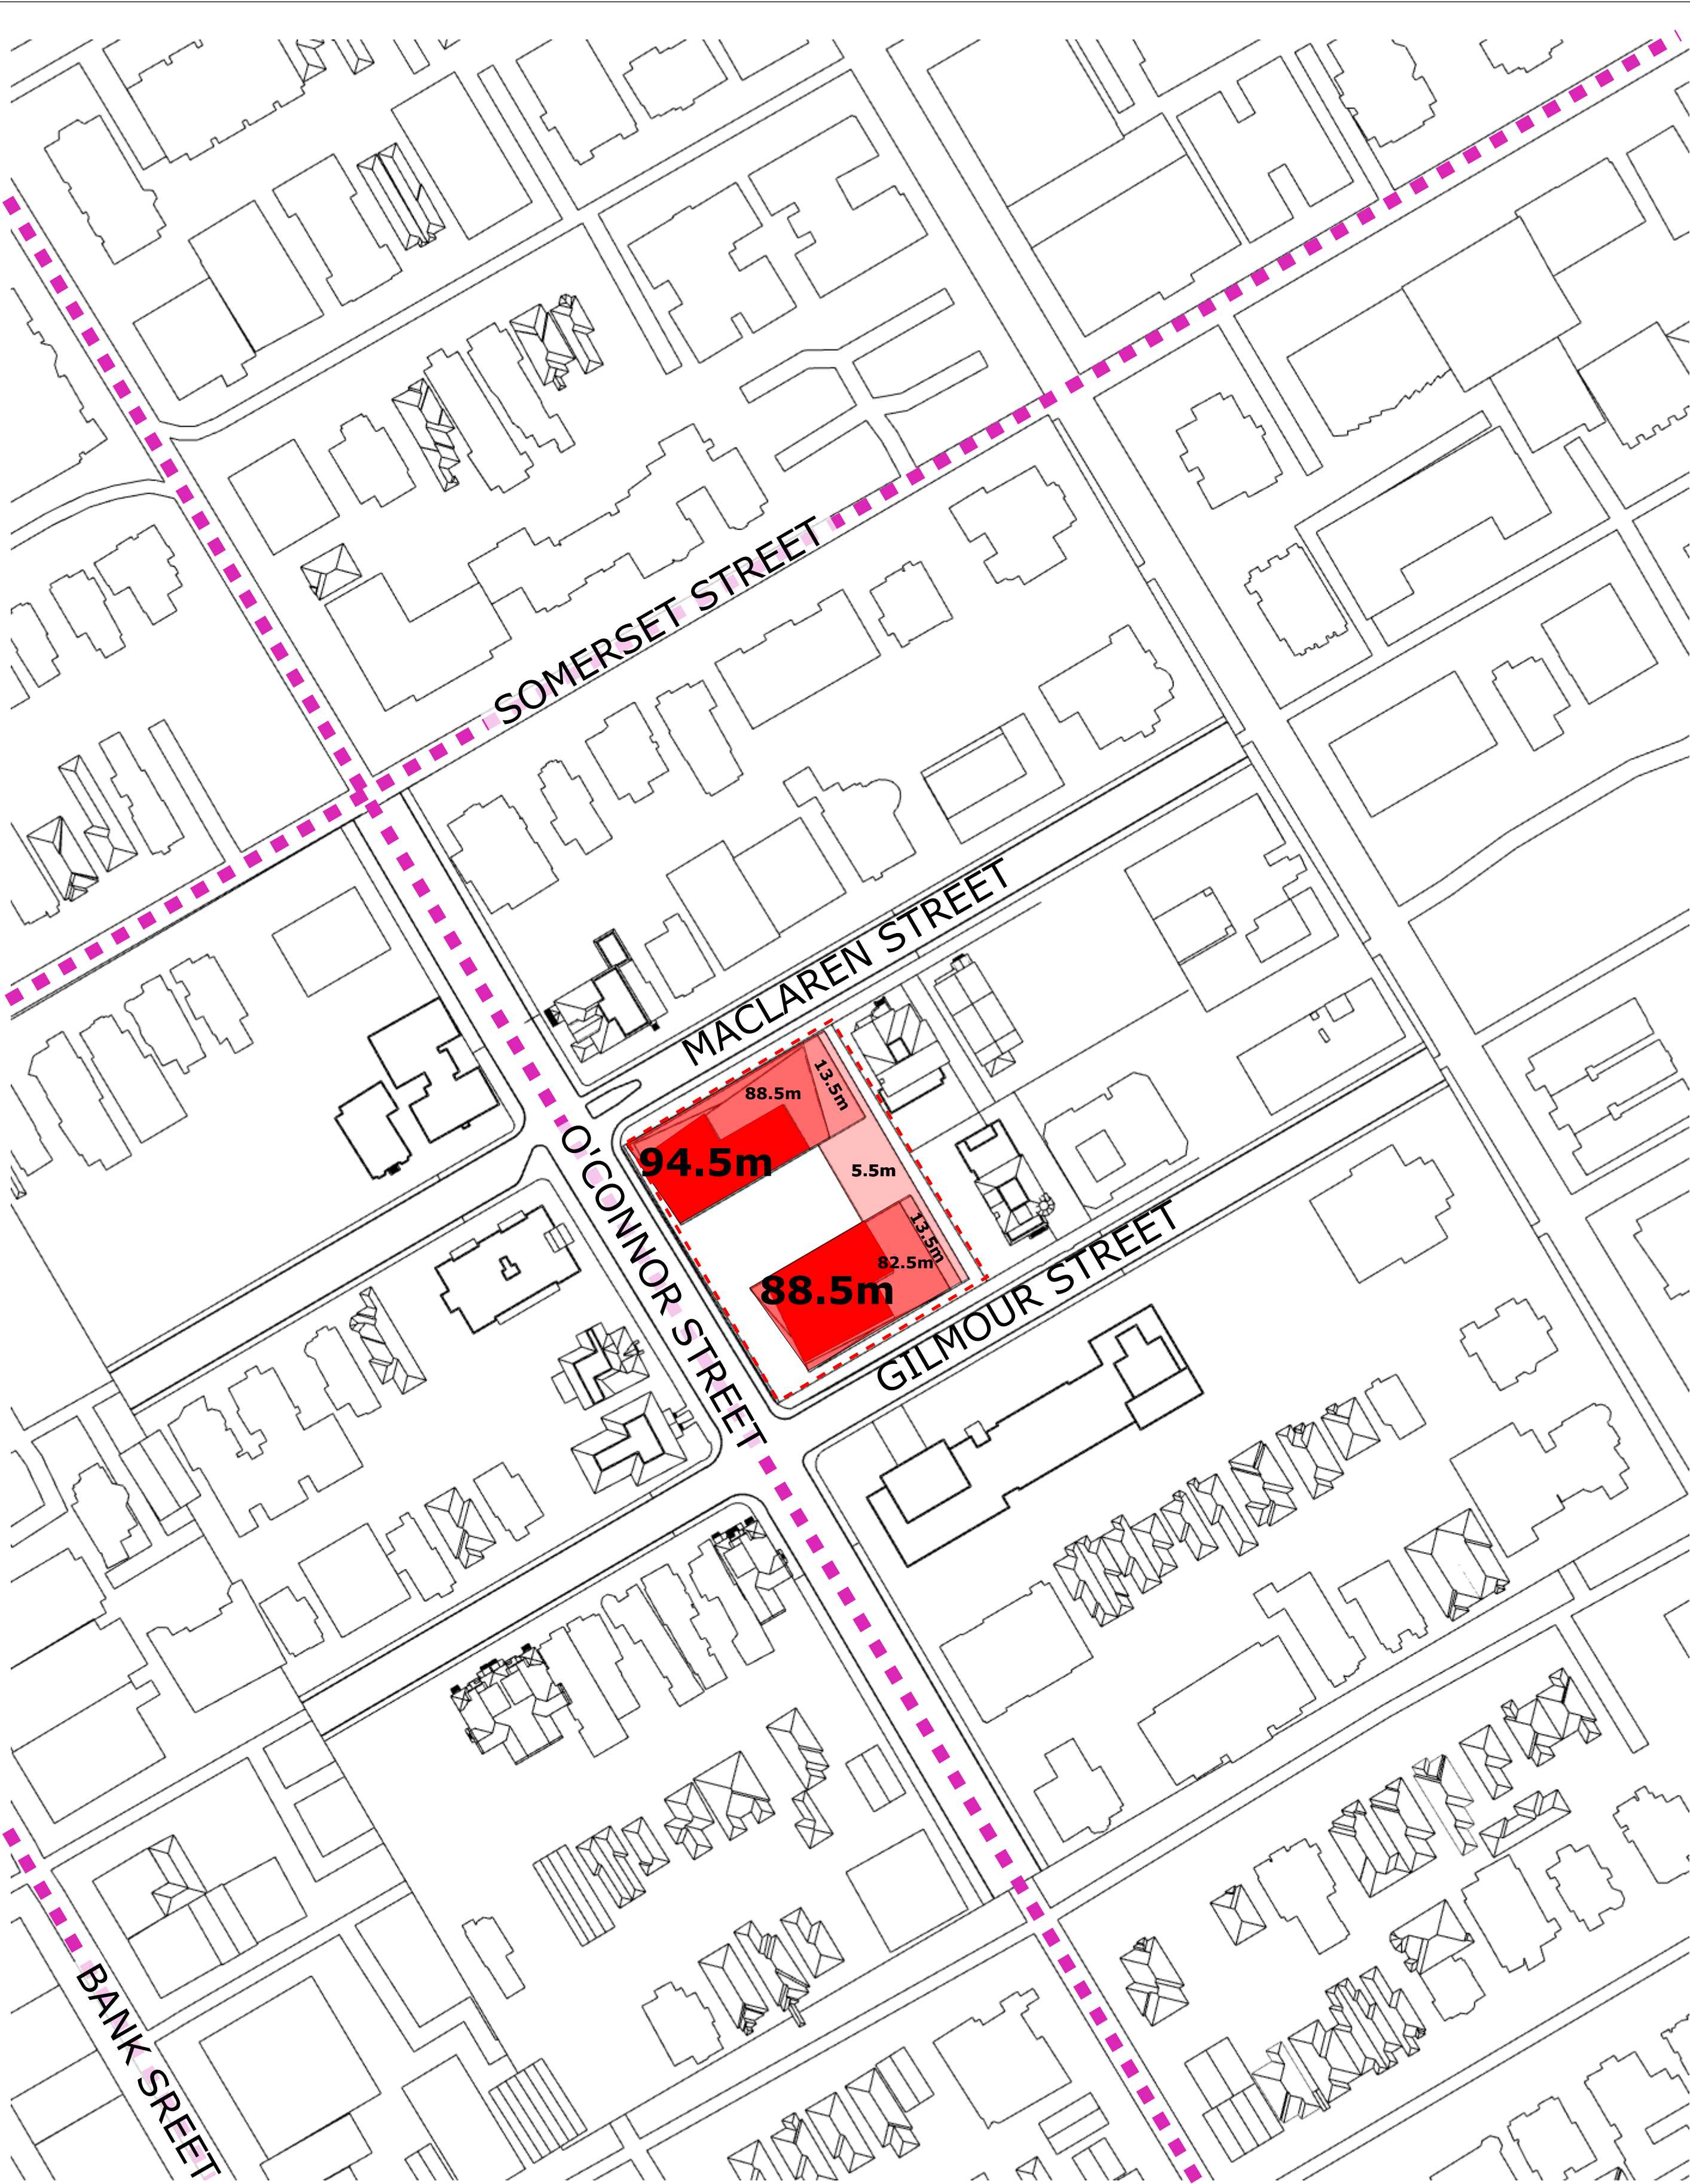 SOMERSET STREET
MACLAREN STREET
88.5m
13.5m
94.5m
5.5m
O'CONNOR STREET
13.5m
82.5m
88.5m
GILMOUR STREET
BANK SREET